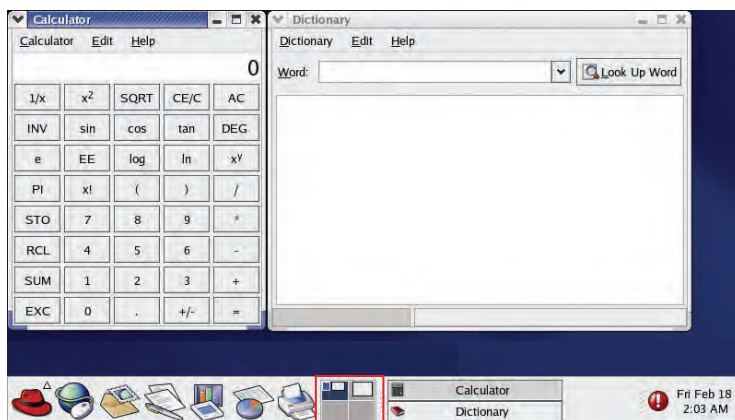 Calculator
Calculator Edit Help
0
1/x x² SQRT CE/C AC
INV sin cos tan DEG
e EE log ln xʸ
PI x! ( ) /
STO 7 8 9 *
RCL 4 5 6 -
SUM 1 2 3 +
EXC 0 . +/- =
Dictionary
Dictionary Edit Help
Word: Look Up Word
Calculator
Dictionary
Fri Feb 18
2:03 AM